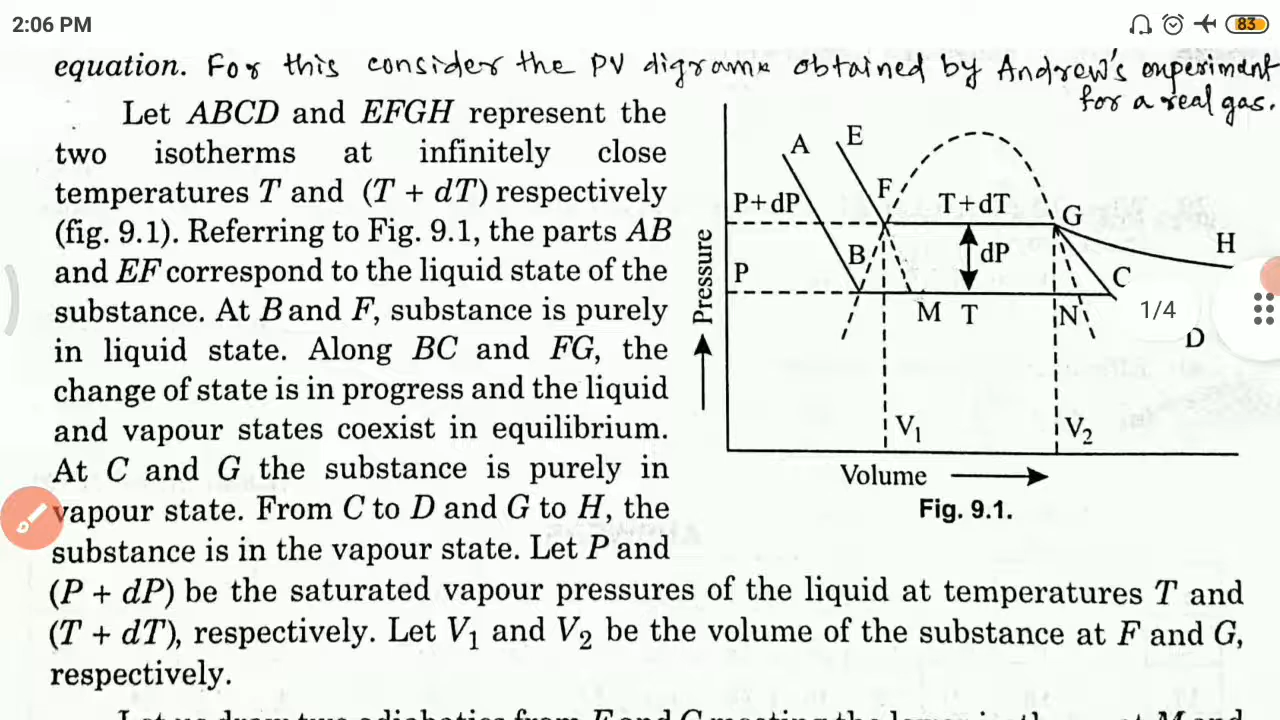 2:06 PM
83
equation. For this consider the PV digram obtained by Andrew's experiment
for a real gas.
Let ABCD and EFGH represent the
two isotherms at infinitely close
temperatures T and (T + dT) respectively
(fig. 9.1). Referring to Fig. 9.1, the parts AB
and EF correspond to the liquid state of the
substance. At B and F, substance is purely
in liquid state. Along BC and FG, the
change of state is in progress and the liquid
and vapour states coexist in equilibrium.
At C and G the substance is purely in
vapour state. From C to D and G to H, the
substance is in the vapour state. Let P and
(P + dP) be the saturated vapour pressures of the liquid at temperatures T and
(T + dT), respectively. Let V₁ and V₂ be the volume of the substance at F and G,
respectively.
A E
P+dP F T+dT G
H
B dP
P C
M T N
1/4
D
V₁ V₂
Pressure
Volume
Fig. 9.1.